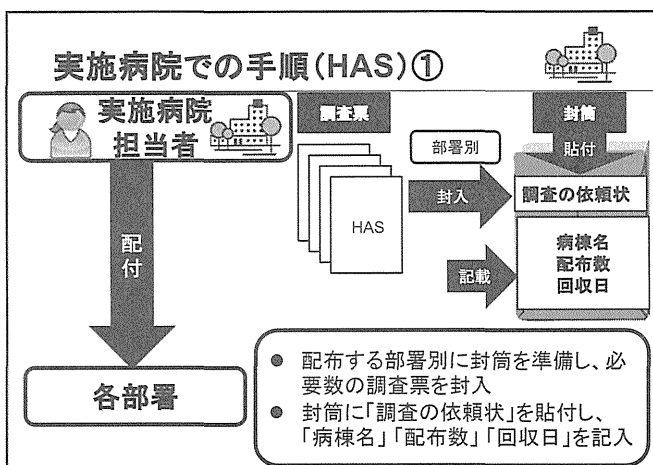 実施病院での手順(HAS)①
実施病院
担当者
調査票
封筒
部署別
貼付
封入
調査の依頼状
HAS
配付
記載
病棟名
配布数
回収日
各部署
● 配布する部署別に封筒を準備し、必
要数の調査票を封入
● 封筒に「調査の依頼状」を貼付し、
「病棟名」「配布数」「回収日」を記入